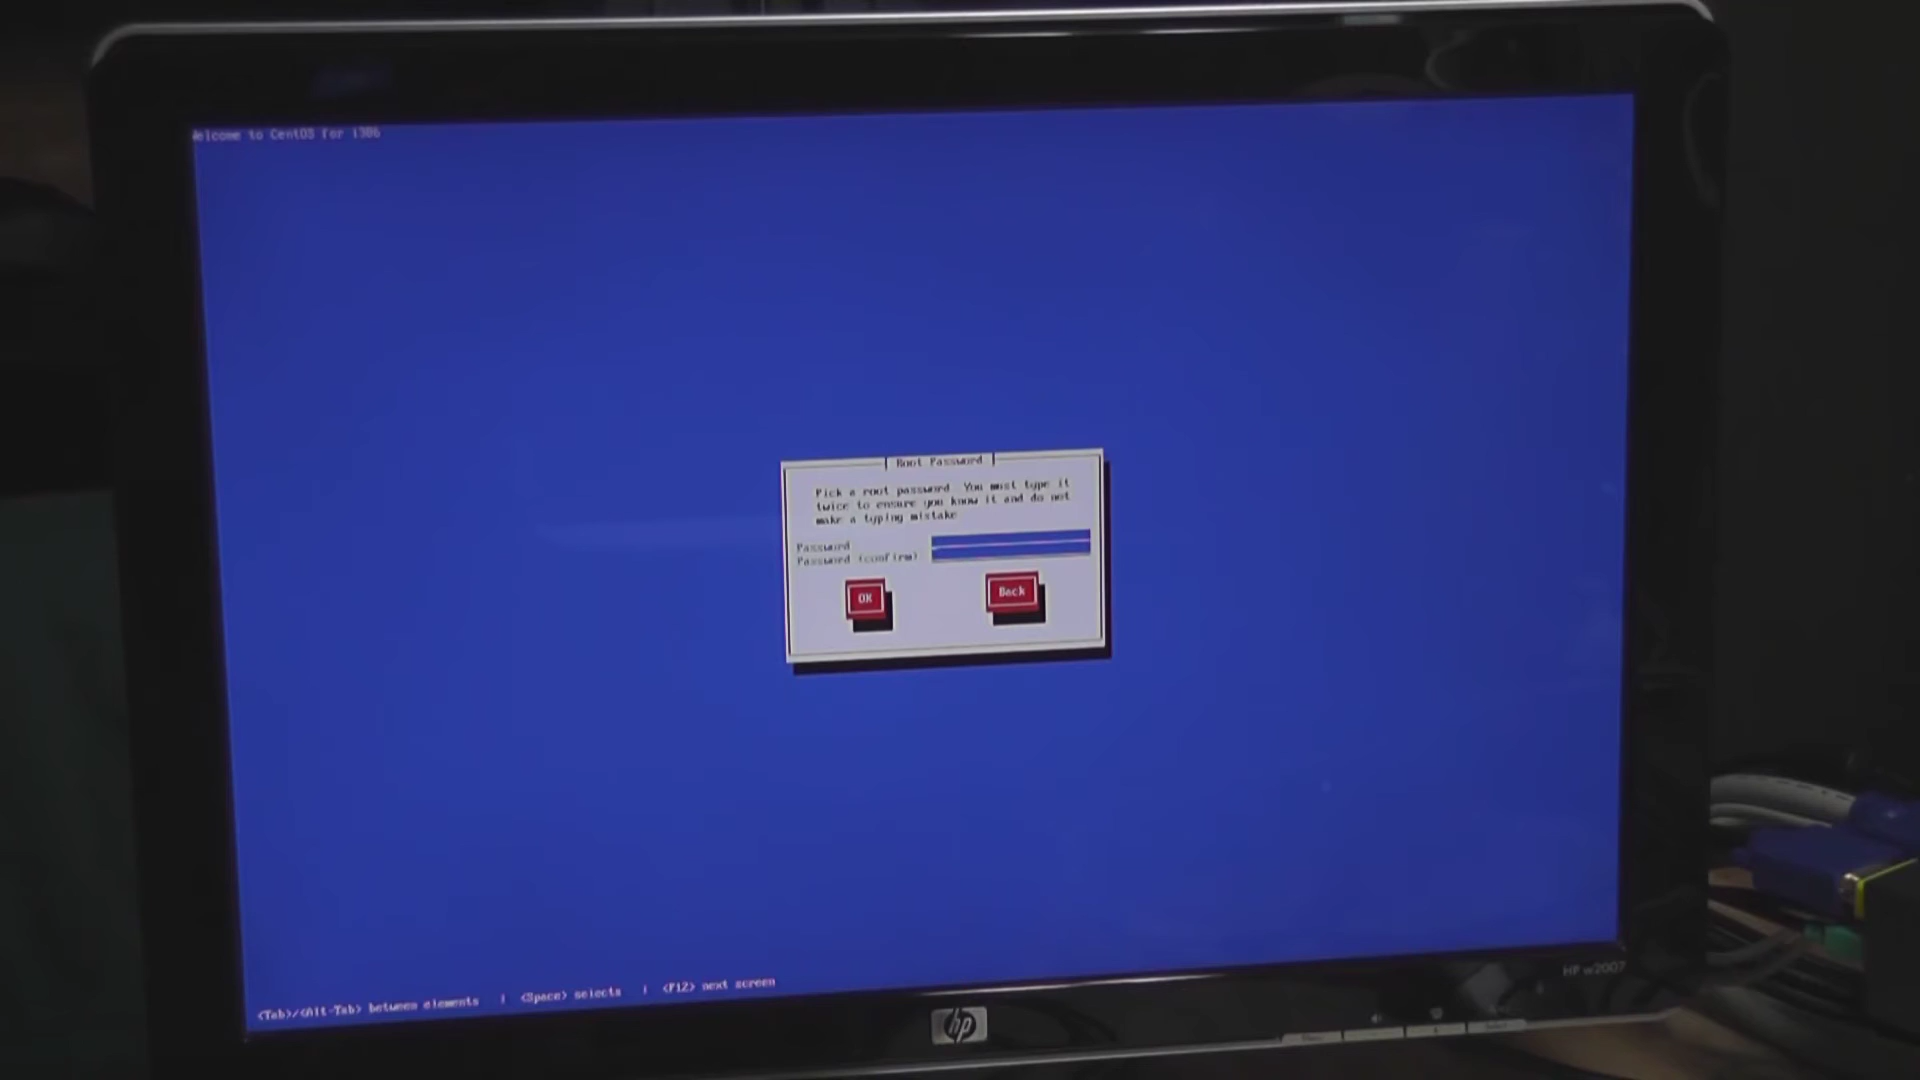 Welcome to CentOS for i386
Root Password
Pick a root password. You must type it
twice to ensure you know it and do not
make a typing mistake
Password
Password (confirm)
OK
Back
<Tab>/<Alt-Tab> between elements | <Space> selects | <F12> next screen
HP w2007
hp